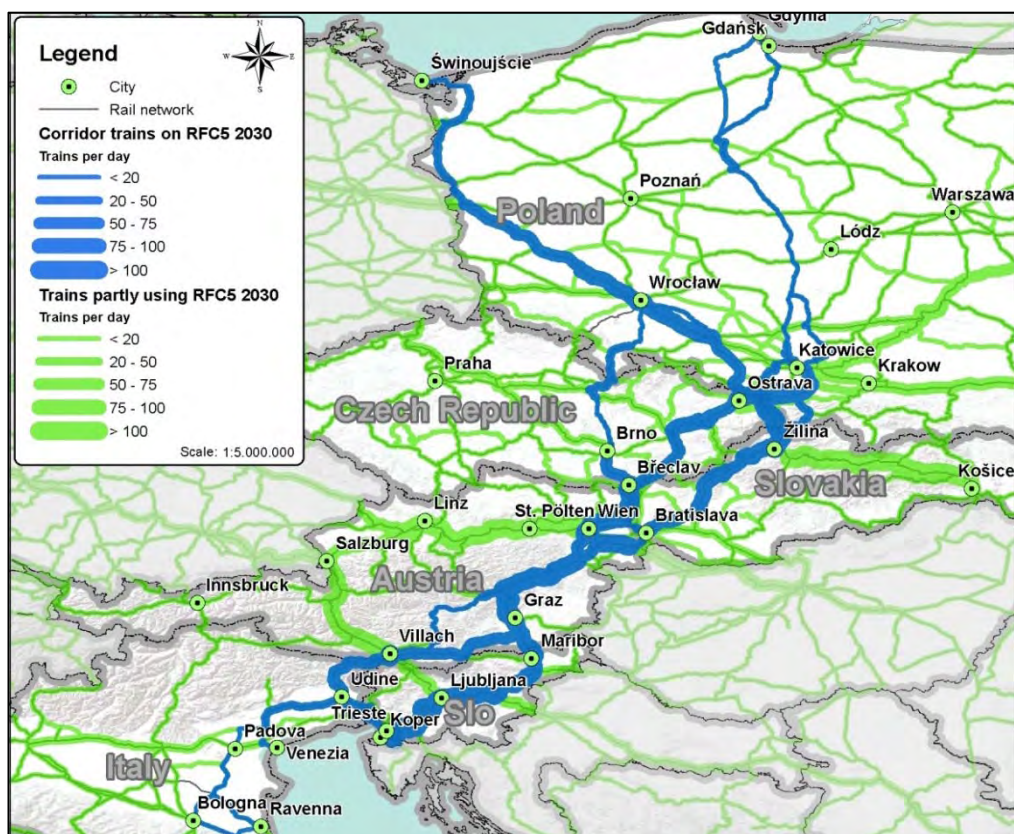 Legend
N
W
E
S
City
Rail network
Corridor trains on RFC5 2030
Trains per day
< 20
20 - 50
50 - 75
75 - 100
> 100
Trains partly using RFC5 2030
Trains per day
< 20
20 - 50
50 - 75
75 - 100
> 100
Scale: 1:5.000.000
Gdynia
Gdańsk
Świnoujście
Poznań
Poland
Warszawa
Łódz
Wrocław
Katowice
Praha
Ostrava
Krakow
Czech Republic
Brno
Žilina
Břeclav
Slovakia
Košice
Linz
St. Pölten
Wien
Bratislava
Salzburg
Austria
Innsbruck
Graz
Villach
Maribor
Udine
Ljubljana
Trieste
Slo
Koper
Padova
Venezia
Italy
Bologna
Ravenna